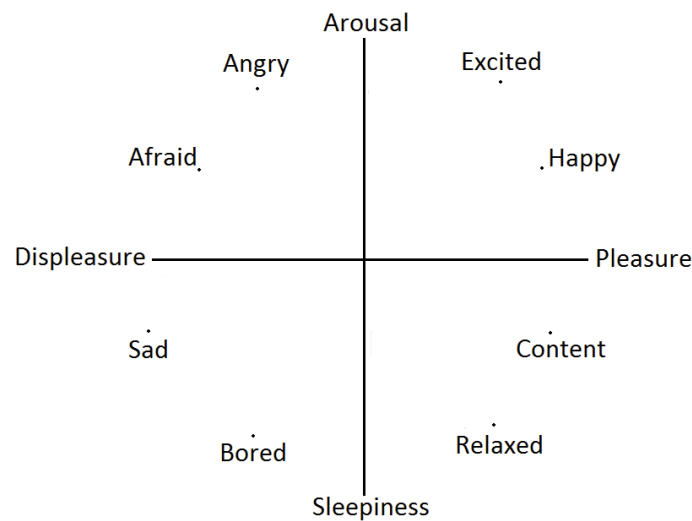 Arousal
Angry
Excited
Afraid
Happy
Displeasure
Pleasure
Sad
Content
Bored
Relaxed
Sleepiness